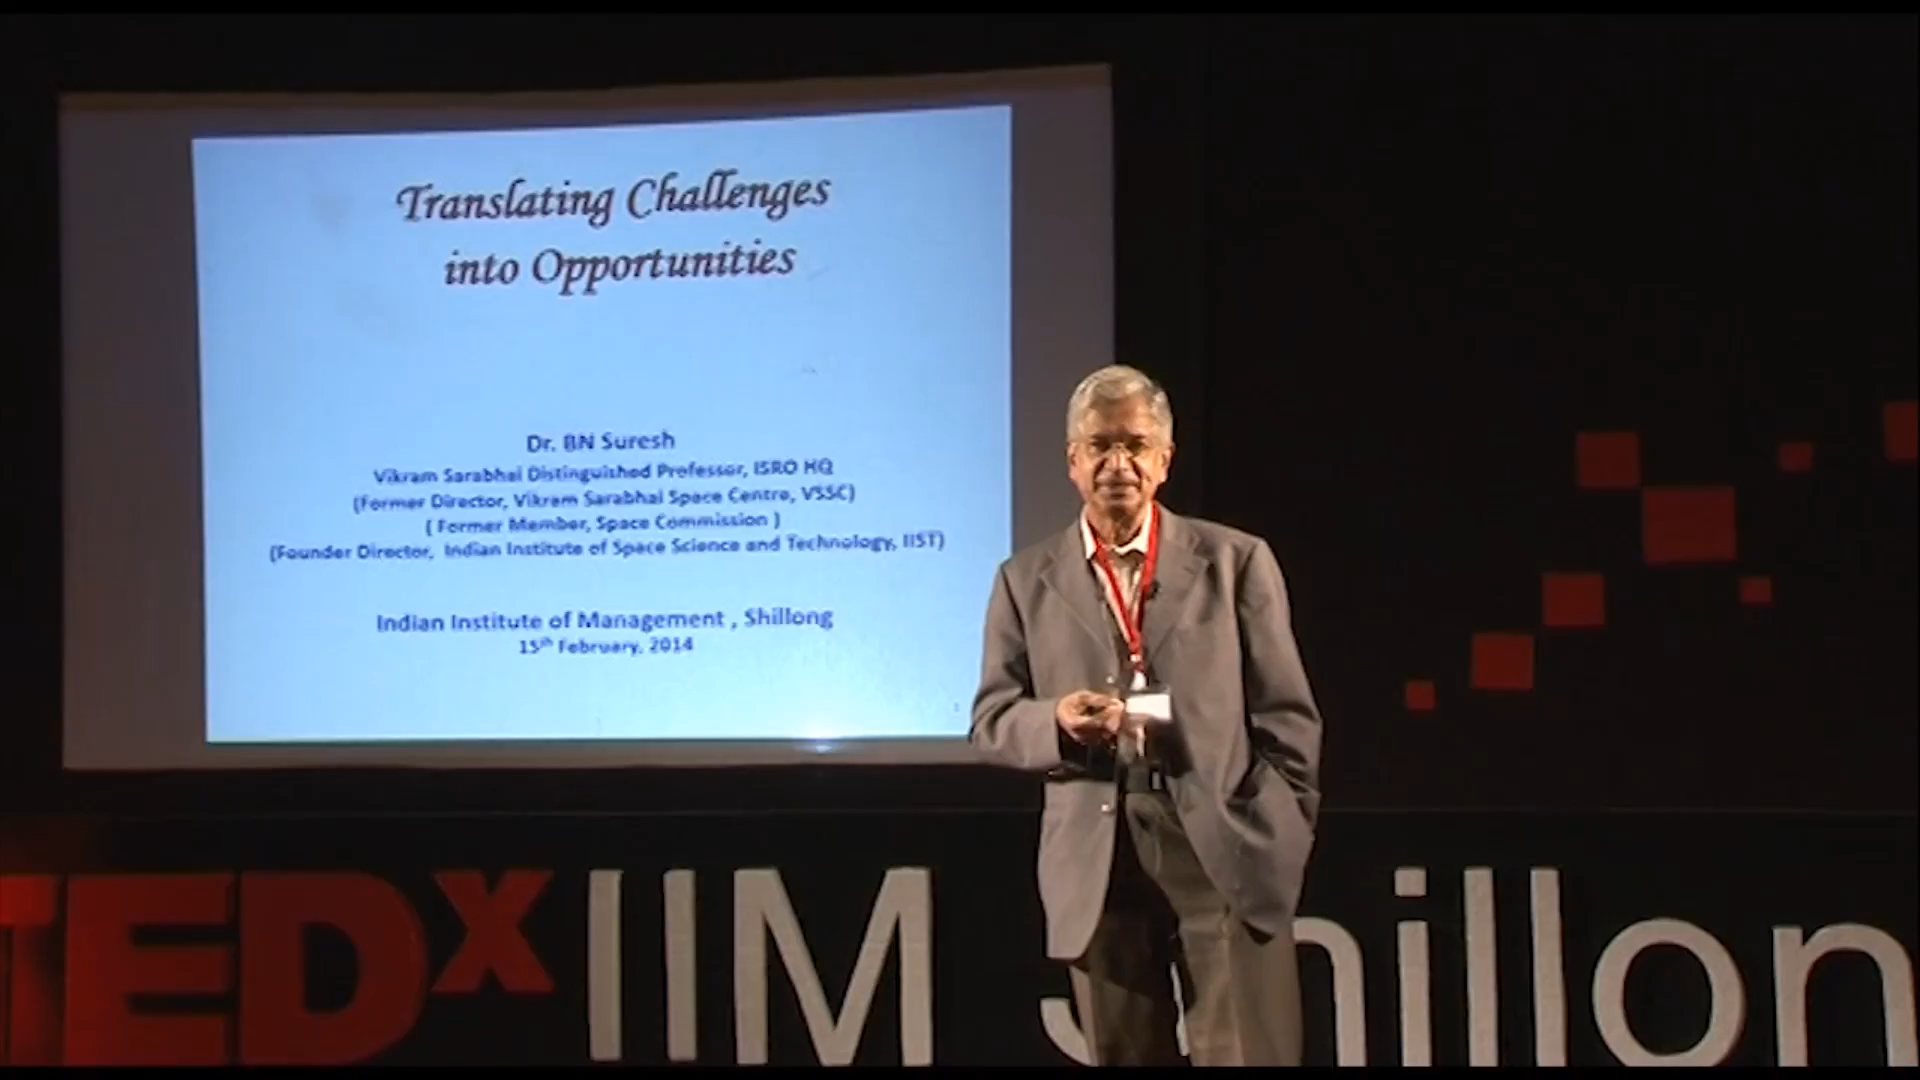 Translating Challenges
into Opportunities
Dr. BN Suresh
Vikram Sarabhai Distinguished Professor, ISRO HQ
(Former Director, Vikram Sarabhai Space Centre, VSSC)
( Former Member, Space Commission )
(Founder Director, Indian Institute of Space Science and Technology, IIST)
Indian Institute of Management , Shillong
15th February, 2014
1
TEDx IIM Shillon